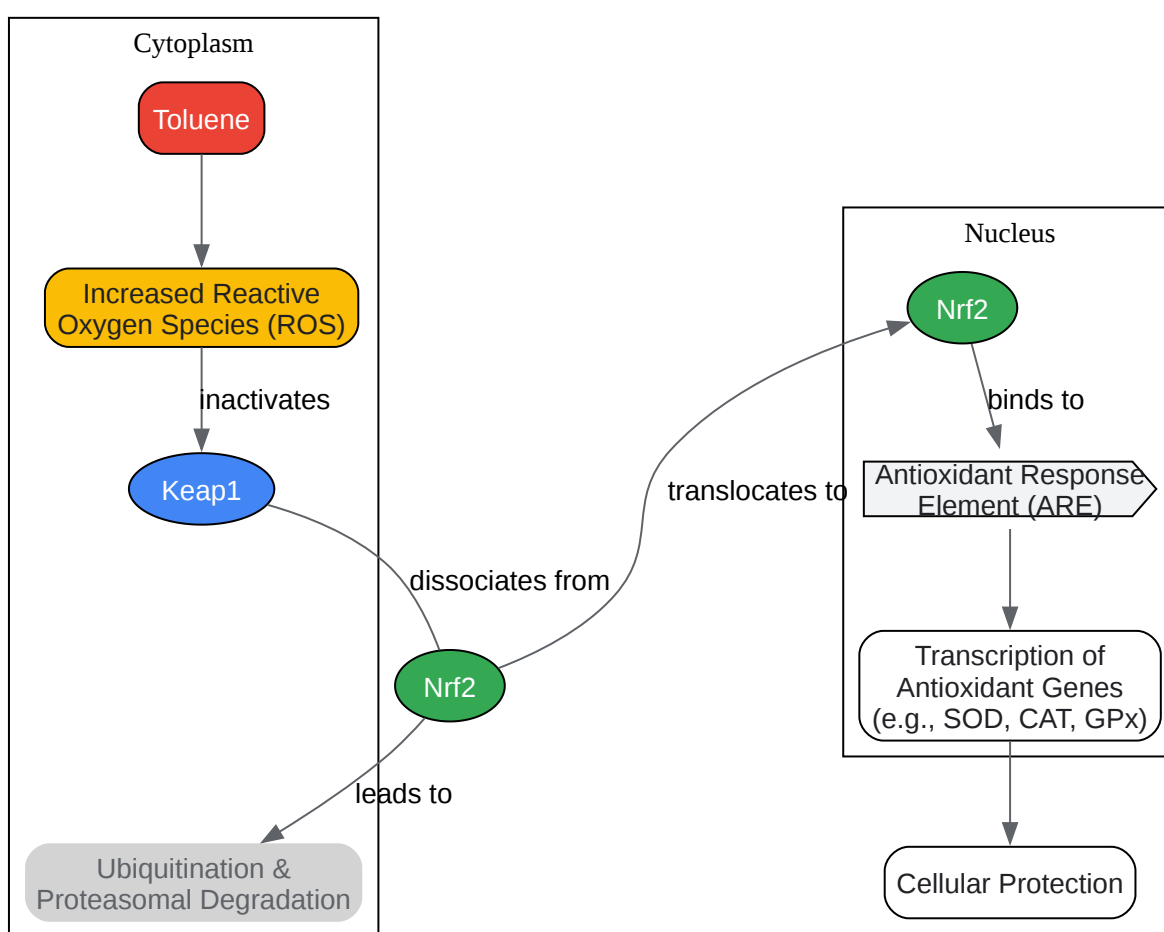 Cytoplasm
Toluene
Increased Reactive
Oxygen Species (ROS)
inactivates
Keap1
dissociates from
Nrf2
leads to
Ubiquitination &
Proteasomal Degradation
translocates to
Nucleus
Nrf2
binds to
Antioxidant Response
Element (ARE)
Transcription of
Antioxidant Genes
(e.g., SOD, CAT, GPx)
Cellular Protection